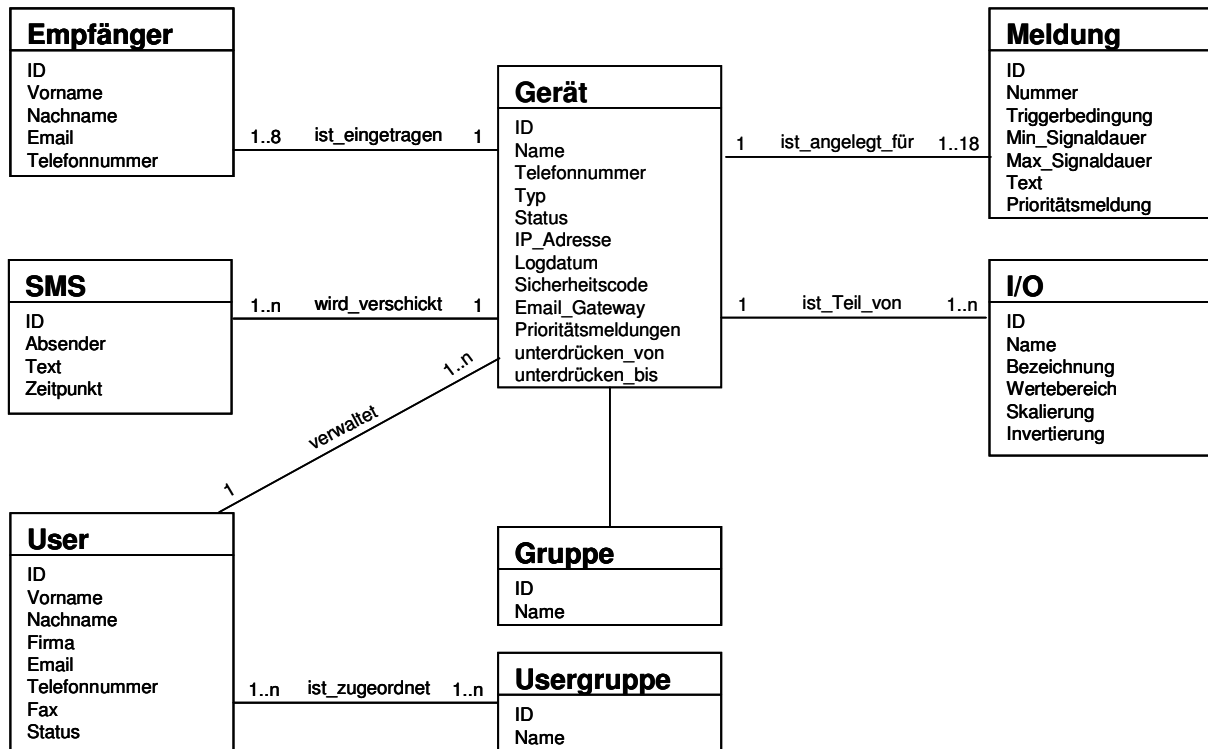 Empfänger
ID
Vorname
Nachname
Email
Telefonnummer
1..8 ist_eingetragen 1
Gerät
ID
Name
Telefonnummer
Typ
Status
IP_Adresse
Logdatum
Sicherheitscode
Email_Gateway
Prioritätsmeldungen
unterdrücken_von
unterdrücken_bis
1 ist_angelegt_für 1..18
Meldung
ID
Nummer
Triggerbedingung
Min_Signaldauer
Max_Signaldauer
Text
Prioritätsmeldung
SMS
ID
Absender
Text
Zeitpunkt
1..n wird_verschickt 1
1 ist_Teil_von 1..n
I/O
ID
Name
Bezeichnung
Wertebereich
Skalierung
Invertierung
1 verwaltet 1..n
User
ID
Vorname
Nachname
Firma
Email
Telefonnummer
Fax
Status
Gruppe
ID
Name
1..n ist_zugeordnet 1..n
Usergruppe
ID
Name